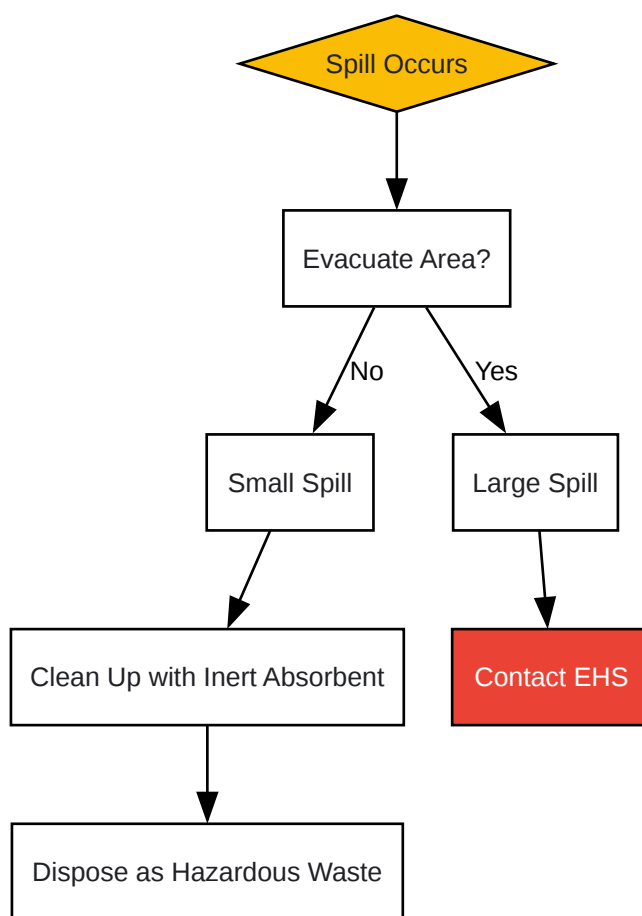 Spill Occurs
Evacuate Area?
No
Yes
Small Spill
Large Spill
Clean Up with Inert Absorbent
Contact EHS
Dispose as Hazardous Waste